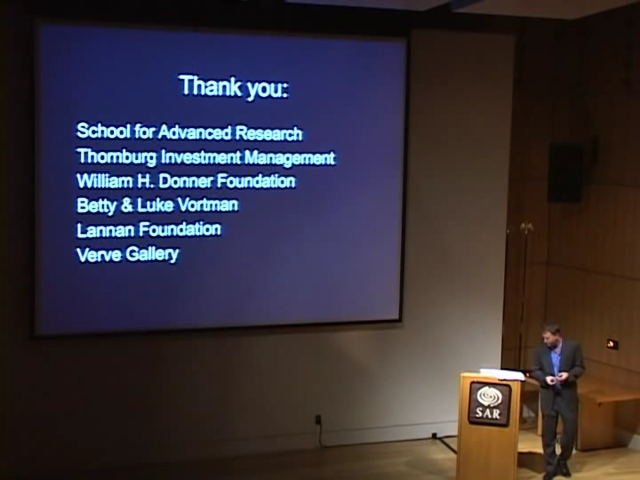 Thank you:
School for Advanced Research
Thornburg Investment Management
William H. Donner Foundation
Betty & Luke Vortman
Lannan Foundation
Verve Gallery
SAR